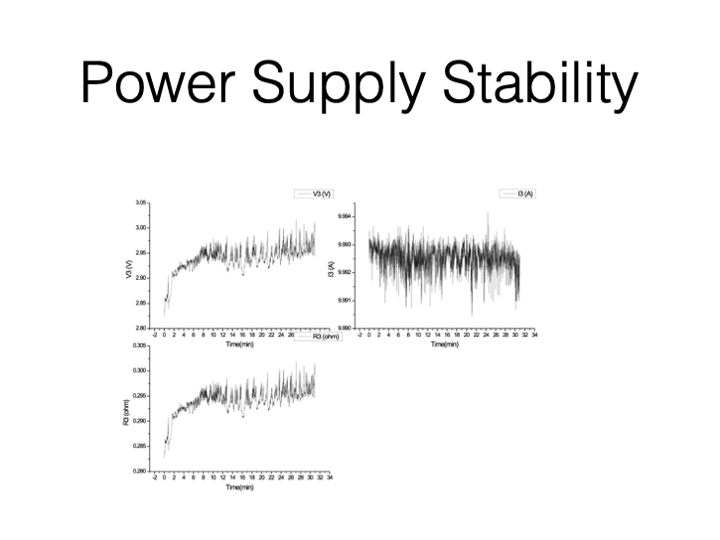 Power Supply Stability
V3 (V)
3.05
3.00
2.95
2.90
2.85
2.80
V3 (V)
-2 0 2 4 6 8 10 12 14 16 18 20 22 24 26
Time(min)
I3 (A)
9.994
9.993
9.992
9.991
9.990
I3 (A)
-2 0 2 4 6 8 10 12 14 16 18 20 22 24 26 28 30 32 34
Time(min)
R3 (ohm)
0.305
0.300
0.295
0.290
0.285
0.280
R3 (ohm)
-2 0 2 4 6 8 10 12 14 16 18 20 22 24 26 28 30 32 34
Time(min)